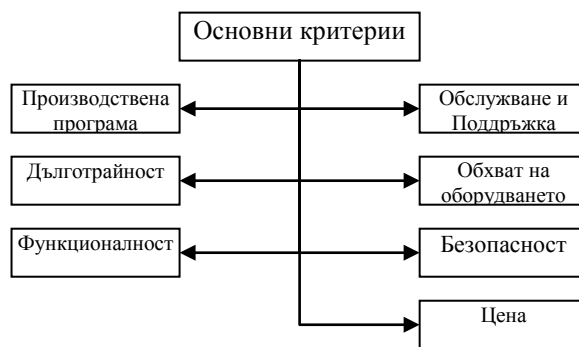 Основни критерии
Производствена
програма
Обслужване и
Поддръжка
Дълготрайност
Обхват на
оборудването
Функционалност
Безопасност
Цена